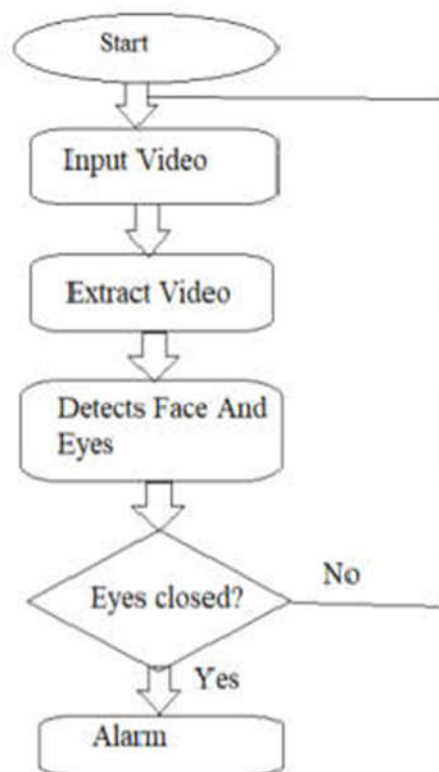 Start
Input Video
Extract Video
Detects Face And
Eyes
Eyes closed?
No
Yes
Alarm